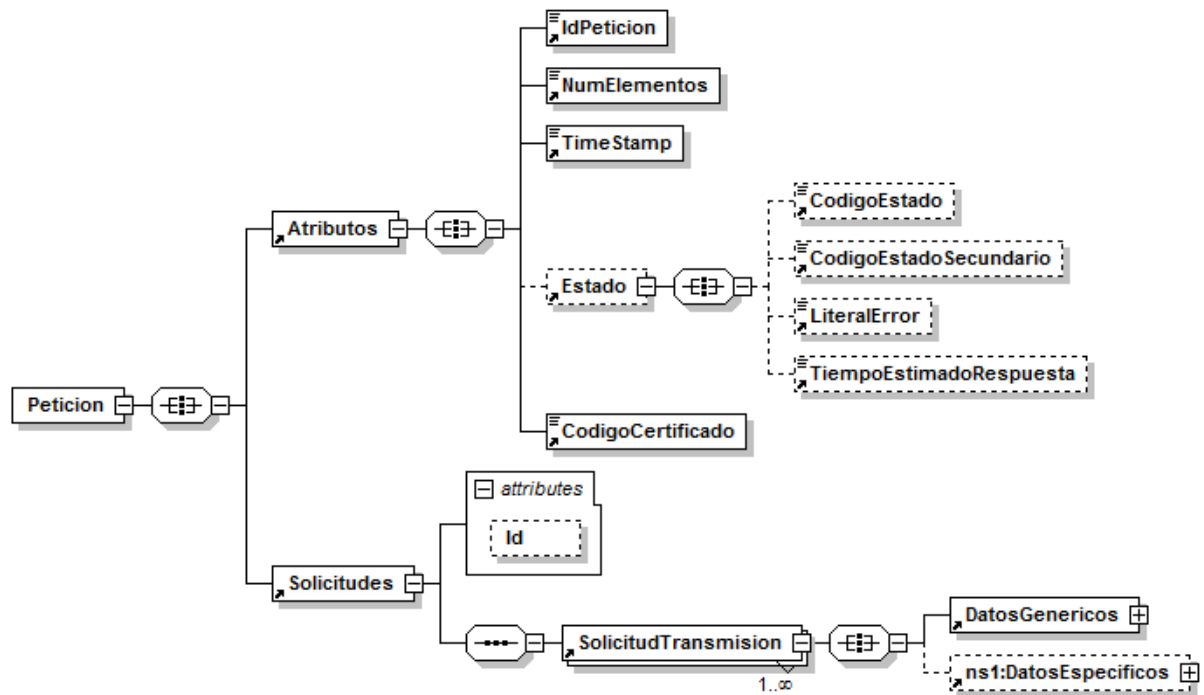 IdPeticion
NumElementos
TimeStamp
CodigoEstado
Atributos
CodigoEstadoSecundario
Estado
LiteralError
TiempoEstimadoRespuesta
Peticion
CodigoCertificado
attributes
Id
Solicitudes
DatosGenericos
SolicitudTransmision
ns1:DatosEspecificos
1..∞